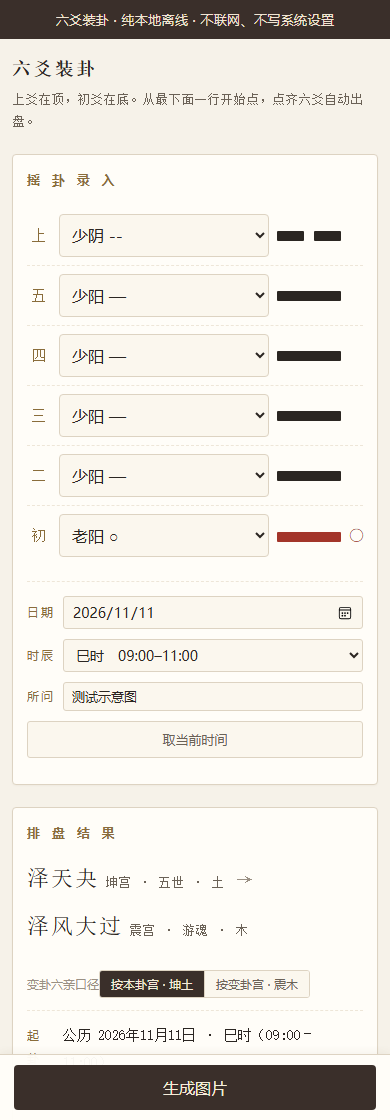 六爻装卦 · 纯本地离线 · 不联网、不写系统设置
六爻装卦
上爻在顶，初爻在底。从最下面一行开始点，点齐六爻自动出
盘。
摇卦录入
上 少阴 --
五 少阳 —
四 少阳 —
三 少阳 —
二 少阳 —
初 老阳 ○ ○
日期 2026/11/11
时辰 巳时 09:00–11:00
所问 测试示意图
取当前时间
排盘结果
泽天夬 坤宫 · 五世 · 土 →
泽风大过 震宫 · 游魂 · 木
变卦六亲口径 按本卦宫·坤土 按变卦宫·震木
起 公历 2026年11月11日 · 巳时（09:00–
生成图片